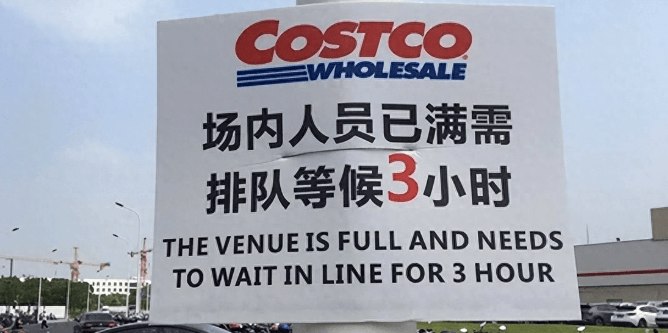 COSTCO
WHOLESALE
场内人员已满需
排队等候3小时
THE VENUE IS FULL AND NEEDS
TO WAIT IN LINE FOR 3 HOUR